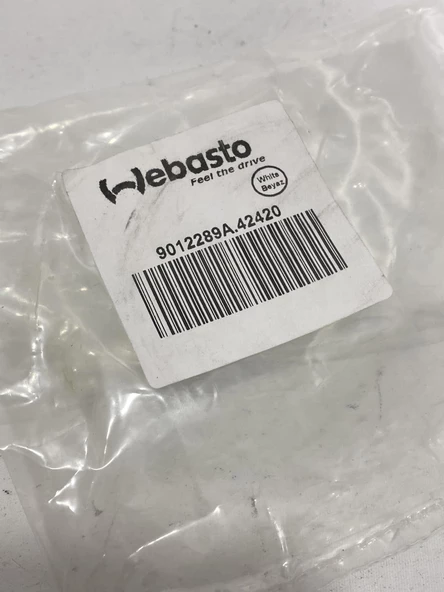 Webasto
Feel the drive
White
Beyaz
9012289A.42420